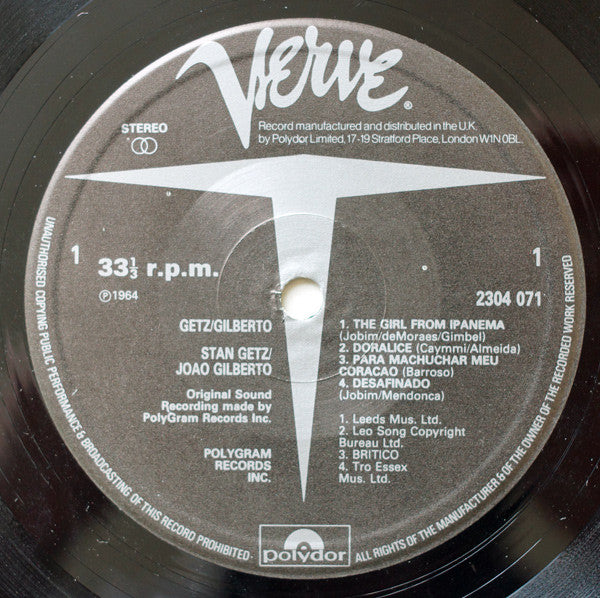 Verve®
STEREO
Record manufactured and distributed in the U.K.
by Polydor Limited, 17-19 Stratford Place, London W1N 0BL.
1
33⅓ r.p.m.
℗1964
1
2304 071
GETZ/GILBERTO
STAN GETZ/
JOAO GILBERTO
Original Sound
Recording made by
PolyGram Records Inc.
POLYGRAM
RECORDS
INC.
1. THE GIRL FROM IPANEMA
(Jobim/deMoraes/Gimbel)
2. DORALICE (Caymmi/Almeida)
3. PARA MACHUCHAR MEU
CORACAO (Barroso)
4. DESAFINADO
(Jobim/Mendonca)
1. Leeds Mus. Ltd.
2. Leo Song Copyright
Bureau Ltd.
3. BRITICO
4. Tro Essex
Mus. Ltd.
UNAUTHORISED COPYING PUBLIC PERFORMANCE & BROADCASTING OF THIS RECORD PROHIBITED · ALL RIGHTS OF THE MANUFACTURER & OF THE OWNER OF THE RECORDED WORK RESERVED
polydor